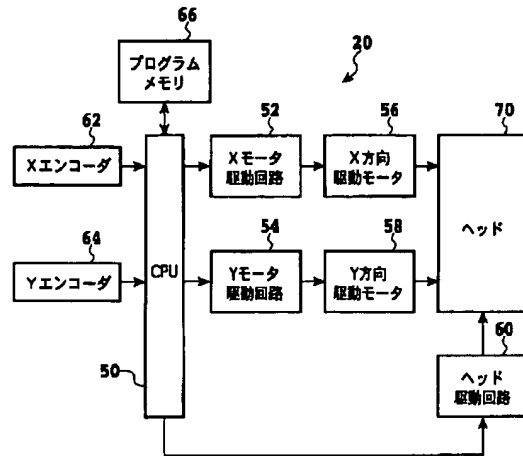 66
プログラム
メモリ
20
62
Xエンコーダ
52
Xモータ
駆動回路
56
X方向
駆動モータ
70
ヘッド
64
Yエンコーダ
CPU
54
Yモータ
駆動回路
58
Y方向
駆動モータ
50
60
ヘッド
駆動回路